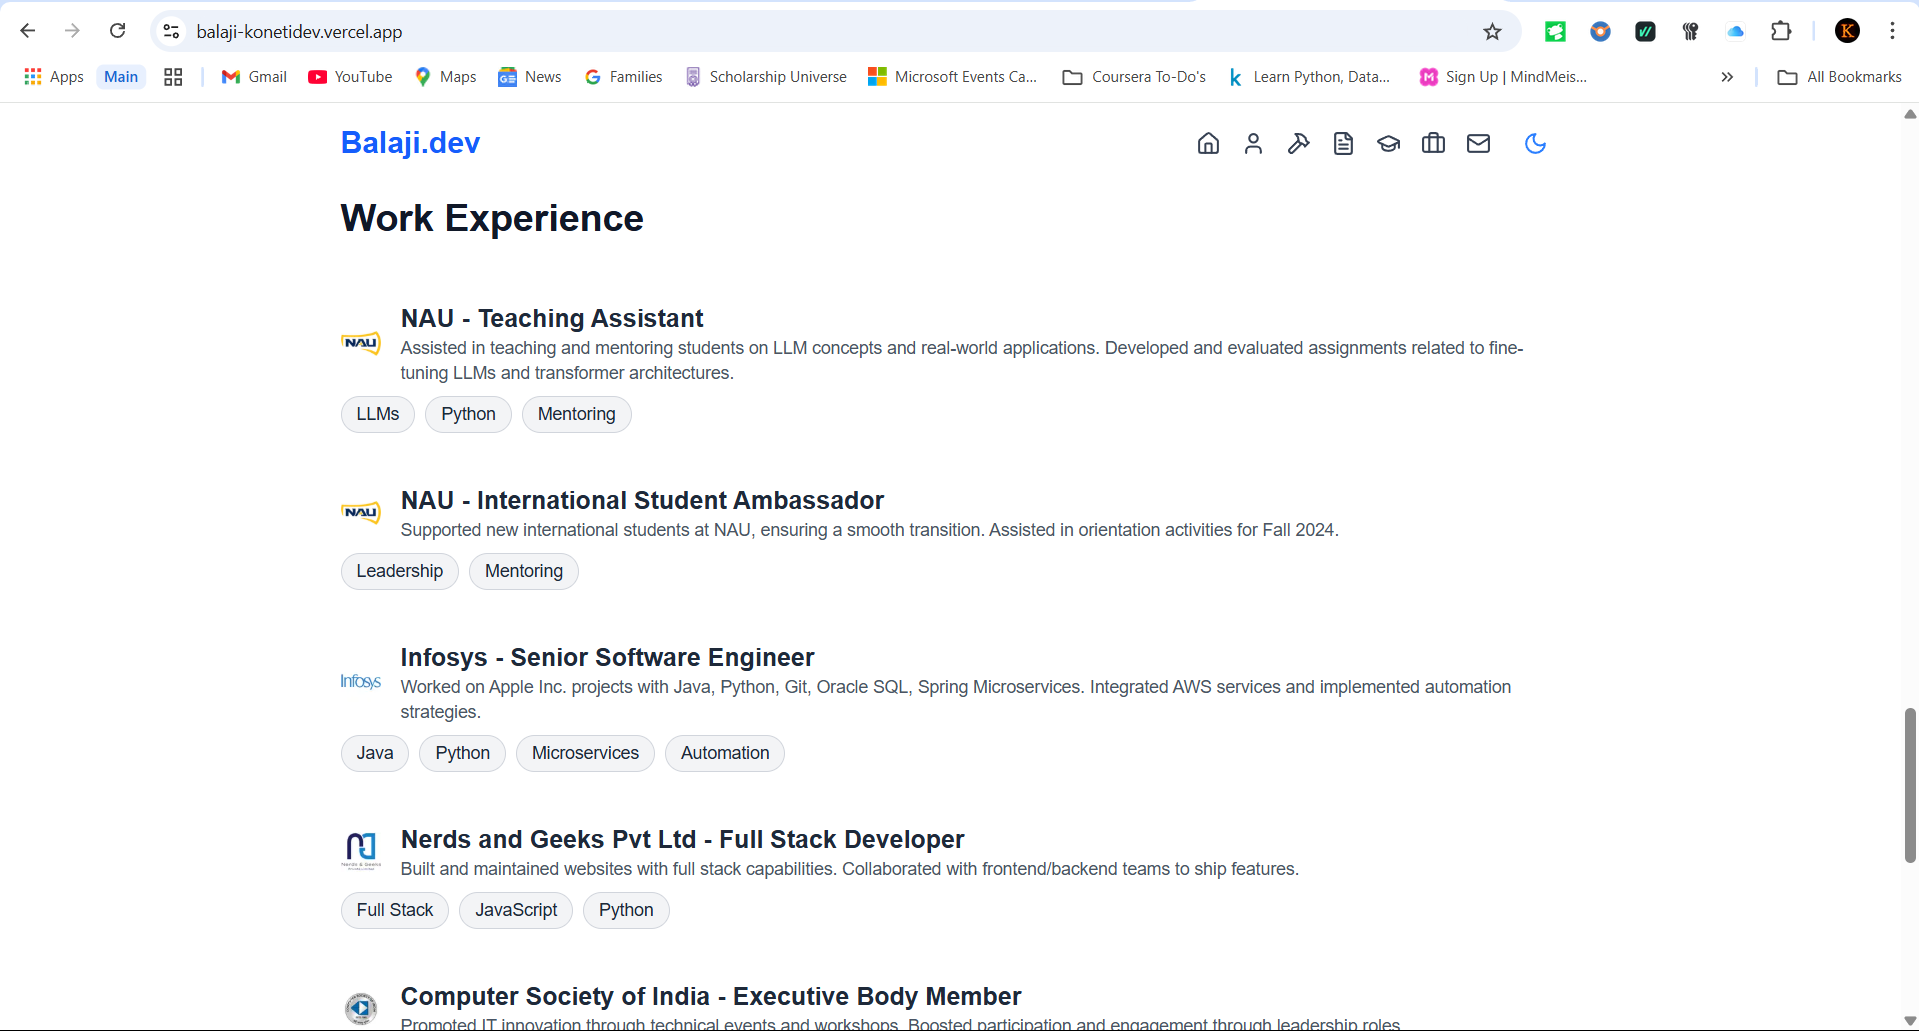 balaji-konetidev.vercel.app
K
Apps
Main
Gmail
YouTube
Maps
News
Families
Scholarship Universe
Microsoft Events Ca...
Coursera To-Do's
Learn Python, Data...
Sign Up | MindMeis...
All Bookmarks
Balaji.dev
Work Experience
NAU
NAU - Teaching Assistant
Assisted in teaching and mentoring students on LLM concepts and real-world applications. Developed and evaluated assignments related to fine-
tuning LLMs and transformer architectures.
LLMs Python Mentoring
NAU
NAU - International Student Ambassador
Supported new international students at NAU, ensuring a smooth transition. Assisted in orientation activities for Fall 2024.
Leadership Mentoring
Infosys
Infosys - Senior Software Engineer
Worked on Apple Inc. projects with Java, Python, Git, Oracle SQL, Spring Microservices. Integrated AWS services and implemented automation
strategies.
Java Python Microservices Automation
Nerds & Geeks
Nerds and Geeks Pvt Ltd - Full Stack Developer
Built and maintained websites with full stack capabilities. Collaborated with frontend/backend teams to ship features.
Full Stack JavaScript Python
Computer Society of India - Executive Body Member
Promoted IT innovation through technical events and workshops. Boosted participation and engagement through leadership roles